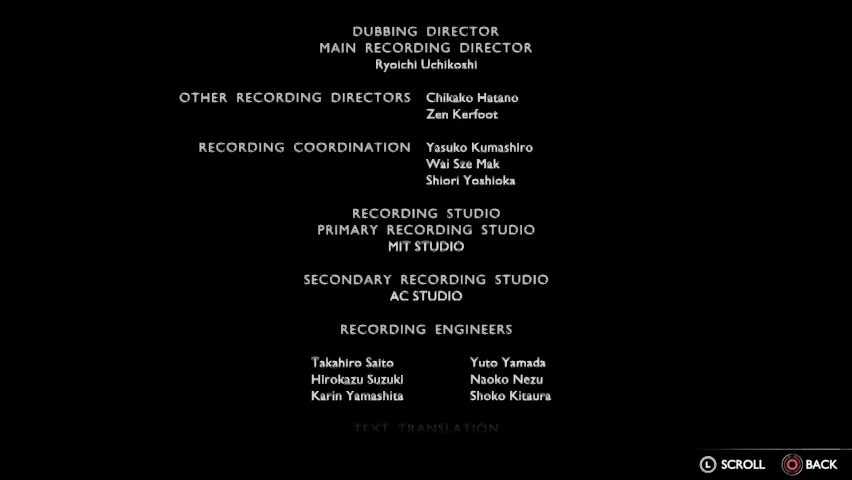 DUBBING DIRECTOR
MAIN RECORDING DIRECTOR
Ryoichi Uchikoshi
OTHER RECORDING DIRECTORS Chikako Hatano
Zen Kerfoot
RECORDING COORDINATION Yasuko Kumashiro
Wai Sze Mak
Shiori Yoshioka
RECORDING STUDIO
PRIMARY RECORDING STUDIO
MIT STUDIO
SECONDARY RECORDING STUDIO
AC STUDIO
RECORDING ENGINEERS
Takahiro Saito Yuto Yamada
Hirokazu Suzuki Naoko Nezu
Karin Yamashita Shoko Kitaura
TEXT TRANSLATION
L SCROLL BACK